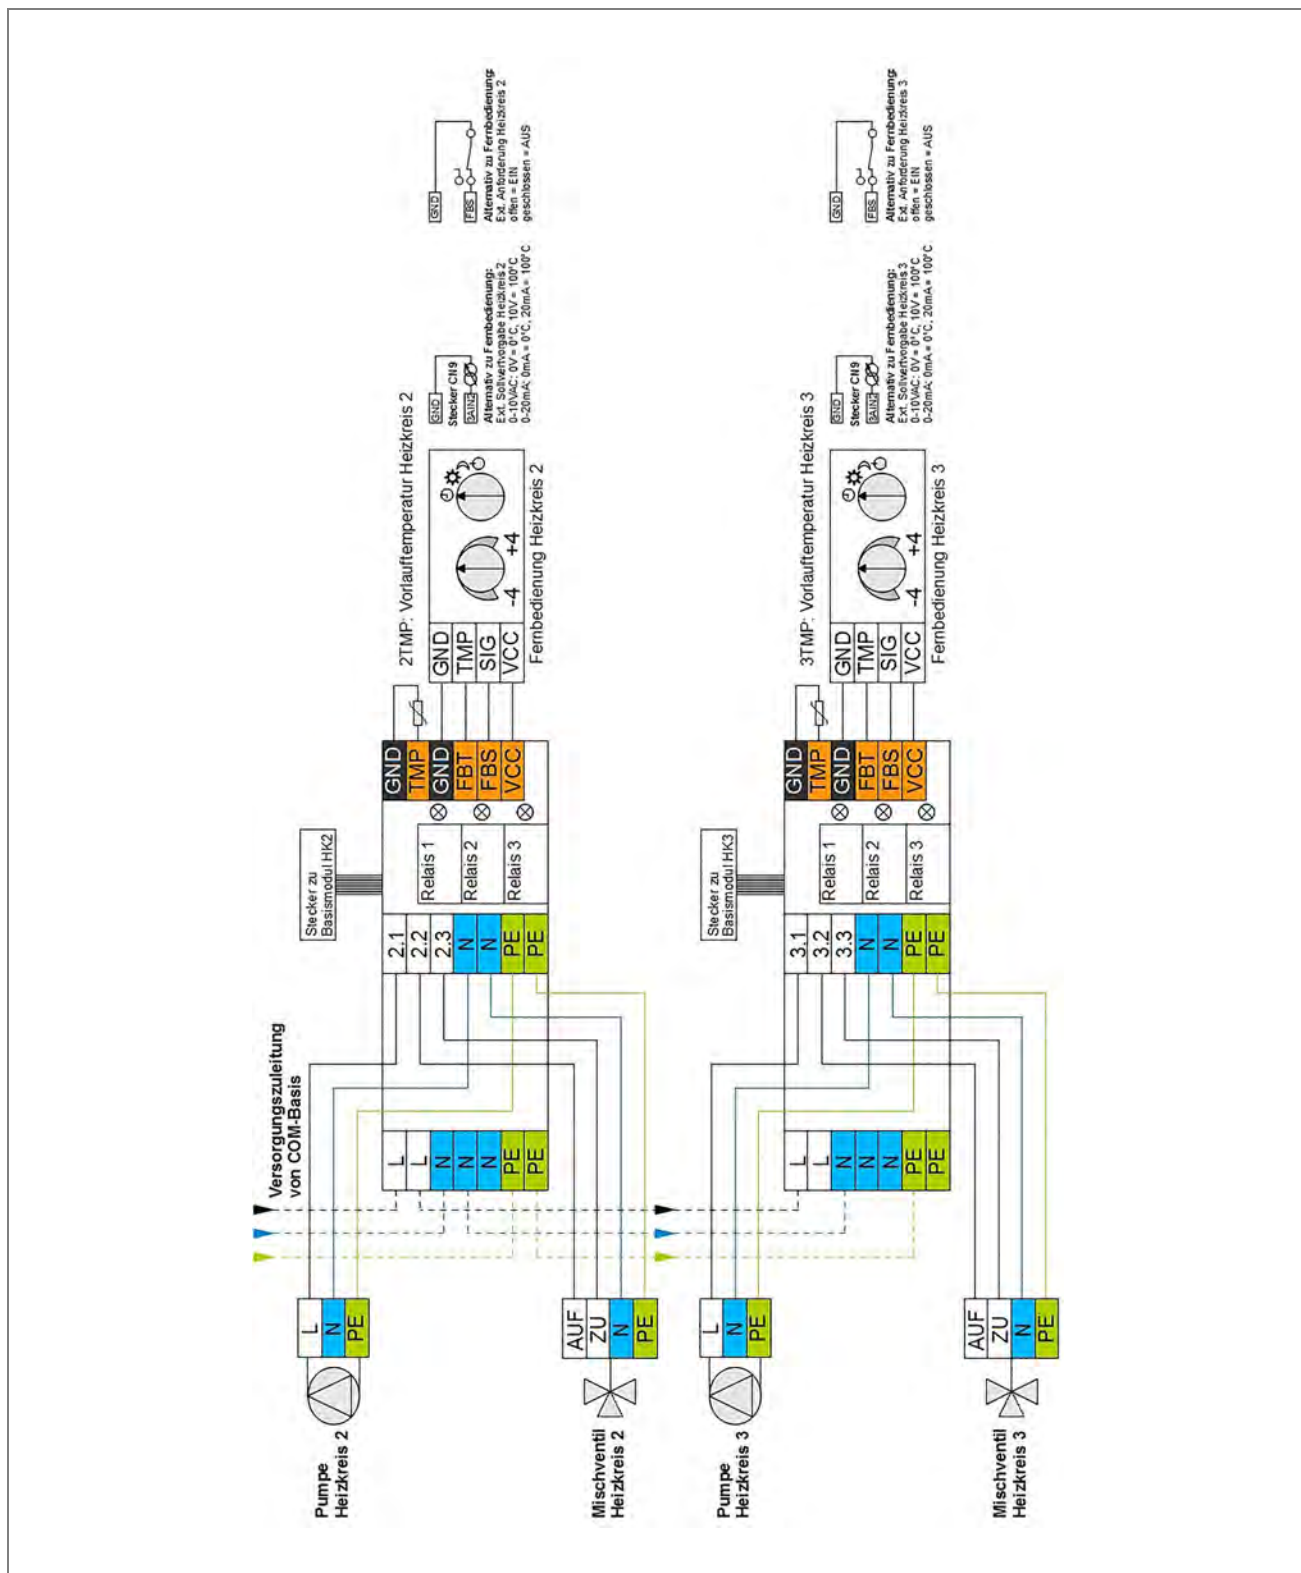 Pumpe
Heizkreis 2
L
N
PE
Mischventil
Heizkreis 2
AUF
ZU
N
PE
Versorgungszuleitung
von COM-Basis
L
L
N
N
N
PE
PE
2.1
2.2
2.3
N
N
PE
PE
Stecker zu
Basismodul HK2
Relais 1
Relais 2
Relais 3
GND
TMP
GND
FBT
FBS
VCC
2TMP: Vorlauftemperatur Heizkreis 2
GND
TMP
SIG
VCC
-4
+4
Fernbedienung Heizkreis 2
GND
Stecker CN9
3AIN2
Alternativ zu Fernbedienung:
Ext. Sollwertvorgabe Heizkreis 2
0-10VAC: 0V = 0°C, 10V = 100°C
0-20mA: 0mA = 0°C, 20mA = 100°C
GND
FBS
Alternativ zu Fernbedienung:
Ext. Anforderung Heizkreis 2
offen = EIN
geschlossen = AUS
Pumpe
Heizkreis 3
L
N
PE
Mischventil
Heizkreis 3
AUF
ZU
N
PE
L
L
N
N
N
PE
PE
3.1
3.2
3.3
N
N
PE
PE
Stecker zu
Basismodul HK3
Relais 1
Relais 2
Relais 3
GND
TMP
GND
FBT
FBS
VCC
3TMP: Vorlauftemperatur Heizkreis 3
GND
TMP
SIG
VCC
-4
+4
Fernbedienung Heizkreis 3
GND
Stecker CN9
3AIN2
Alternativ zu Fernbedienung:
Ext. Sollwertvorgabe Heizkreis 3
0-10VAC: 0V = 0°C, 10V = 100°C
0-20mA: 0mA = 0°C, 20mA = 100°C
GND
FBS
Alternativ zu Fernbedienung:
Ext. Anforderung Heizkreis 3
offen = EIN
geschlossen = AUS